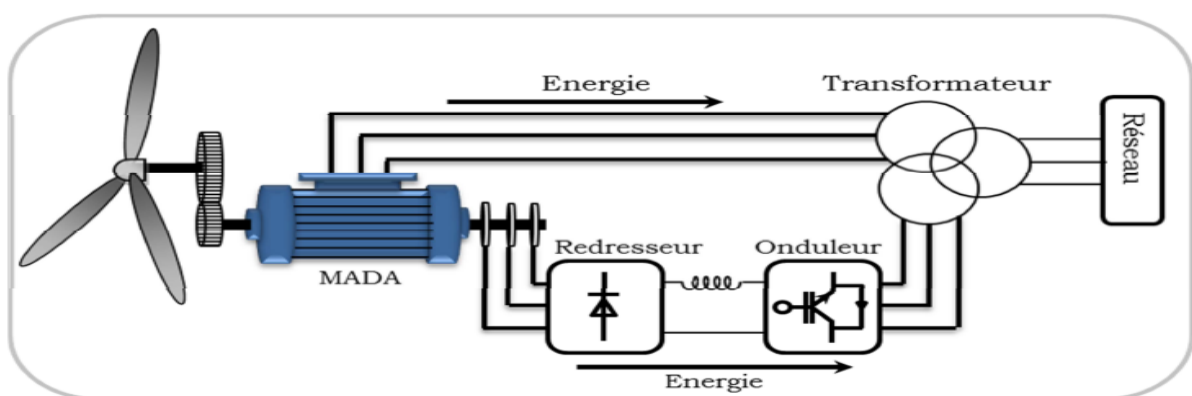 Energie
Transformateur
Réseau
MADA
Redresseur
Onduleur
Energie